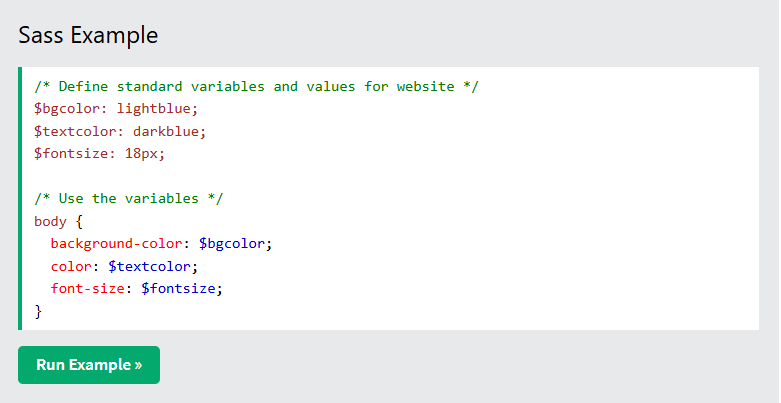 Sass Example
/* Define standard variables and values for website */
$bgcolor: lightblue;
$textcolor: darkblue;
$fontsize: 18px;
/* Use the variables */
body {
  background-color: $bgcolor;
  color: $textcolor;
  font-size: $fontsize;
}
Run Example »